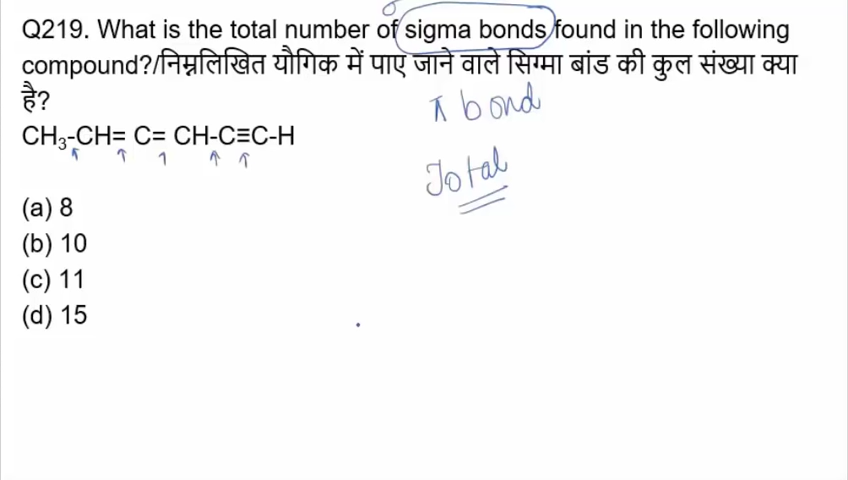 σ
Q219. What is the total number of sigma bonds found in the following
compound?/निम्नलिखित यौगिक में पाए जाने वाले सिग्मा बांड की कुल संख्या क्या
है?
π bond
CH₃-CH= C= CH-C≡C-H
Total
(a) 8
(b) 10
(c) 11
(d) 15